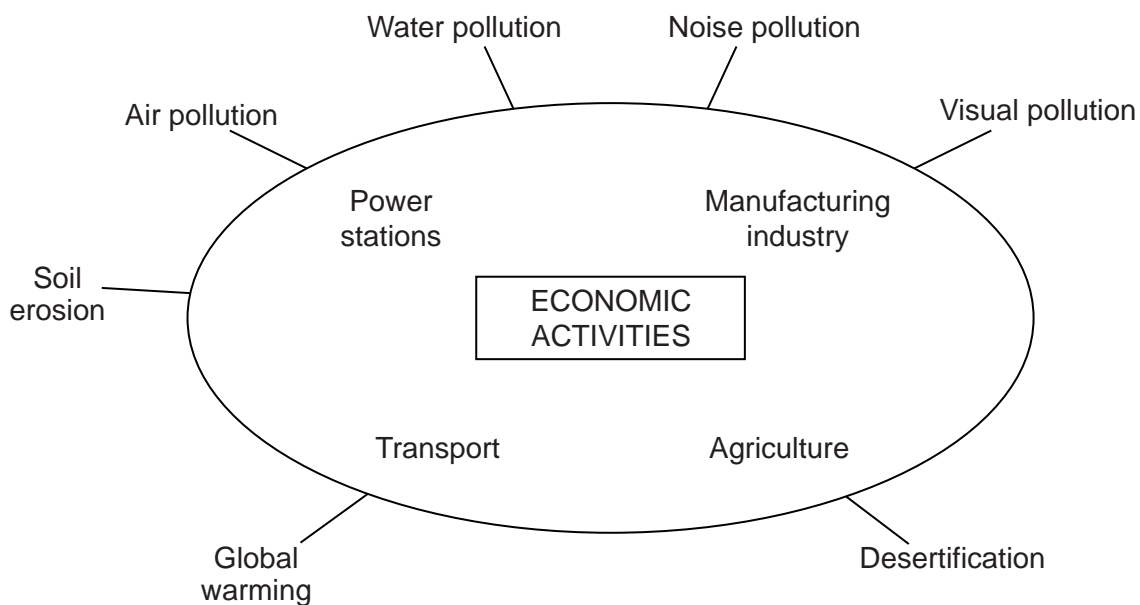 Water pollution
Noise pollution
Air pollution
Visual pollution
Power
stations
Manufacturing
industry
Soil
erosion
ECONOMIC
ACTIVITIES
Transport
Agriculture
Global
warming
Desertification